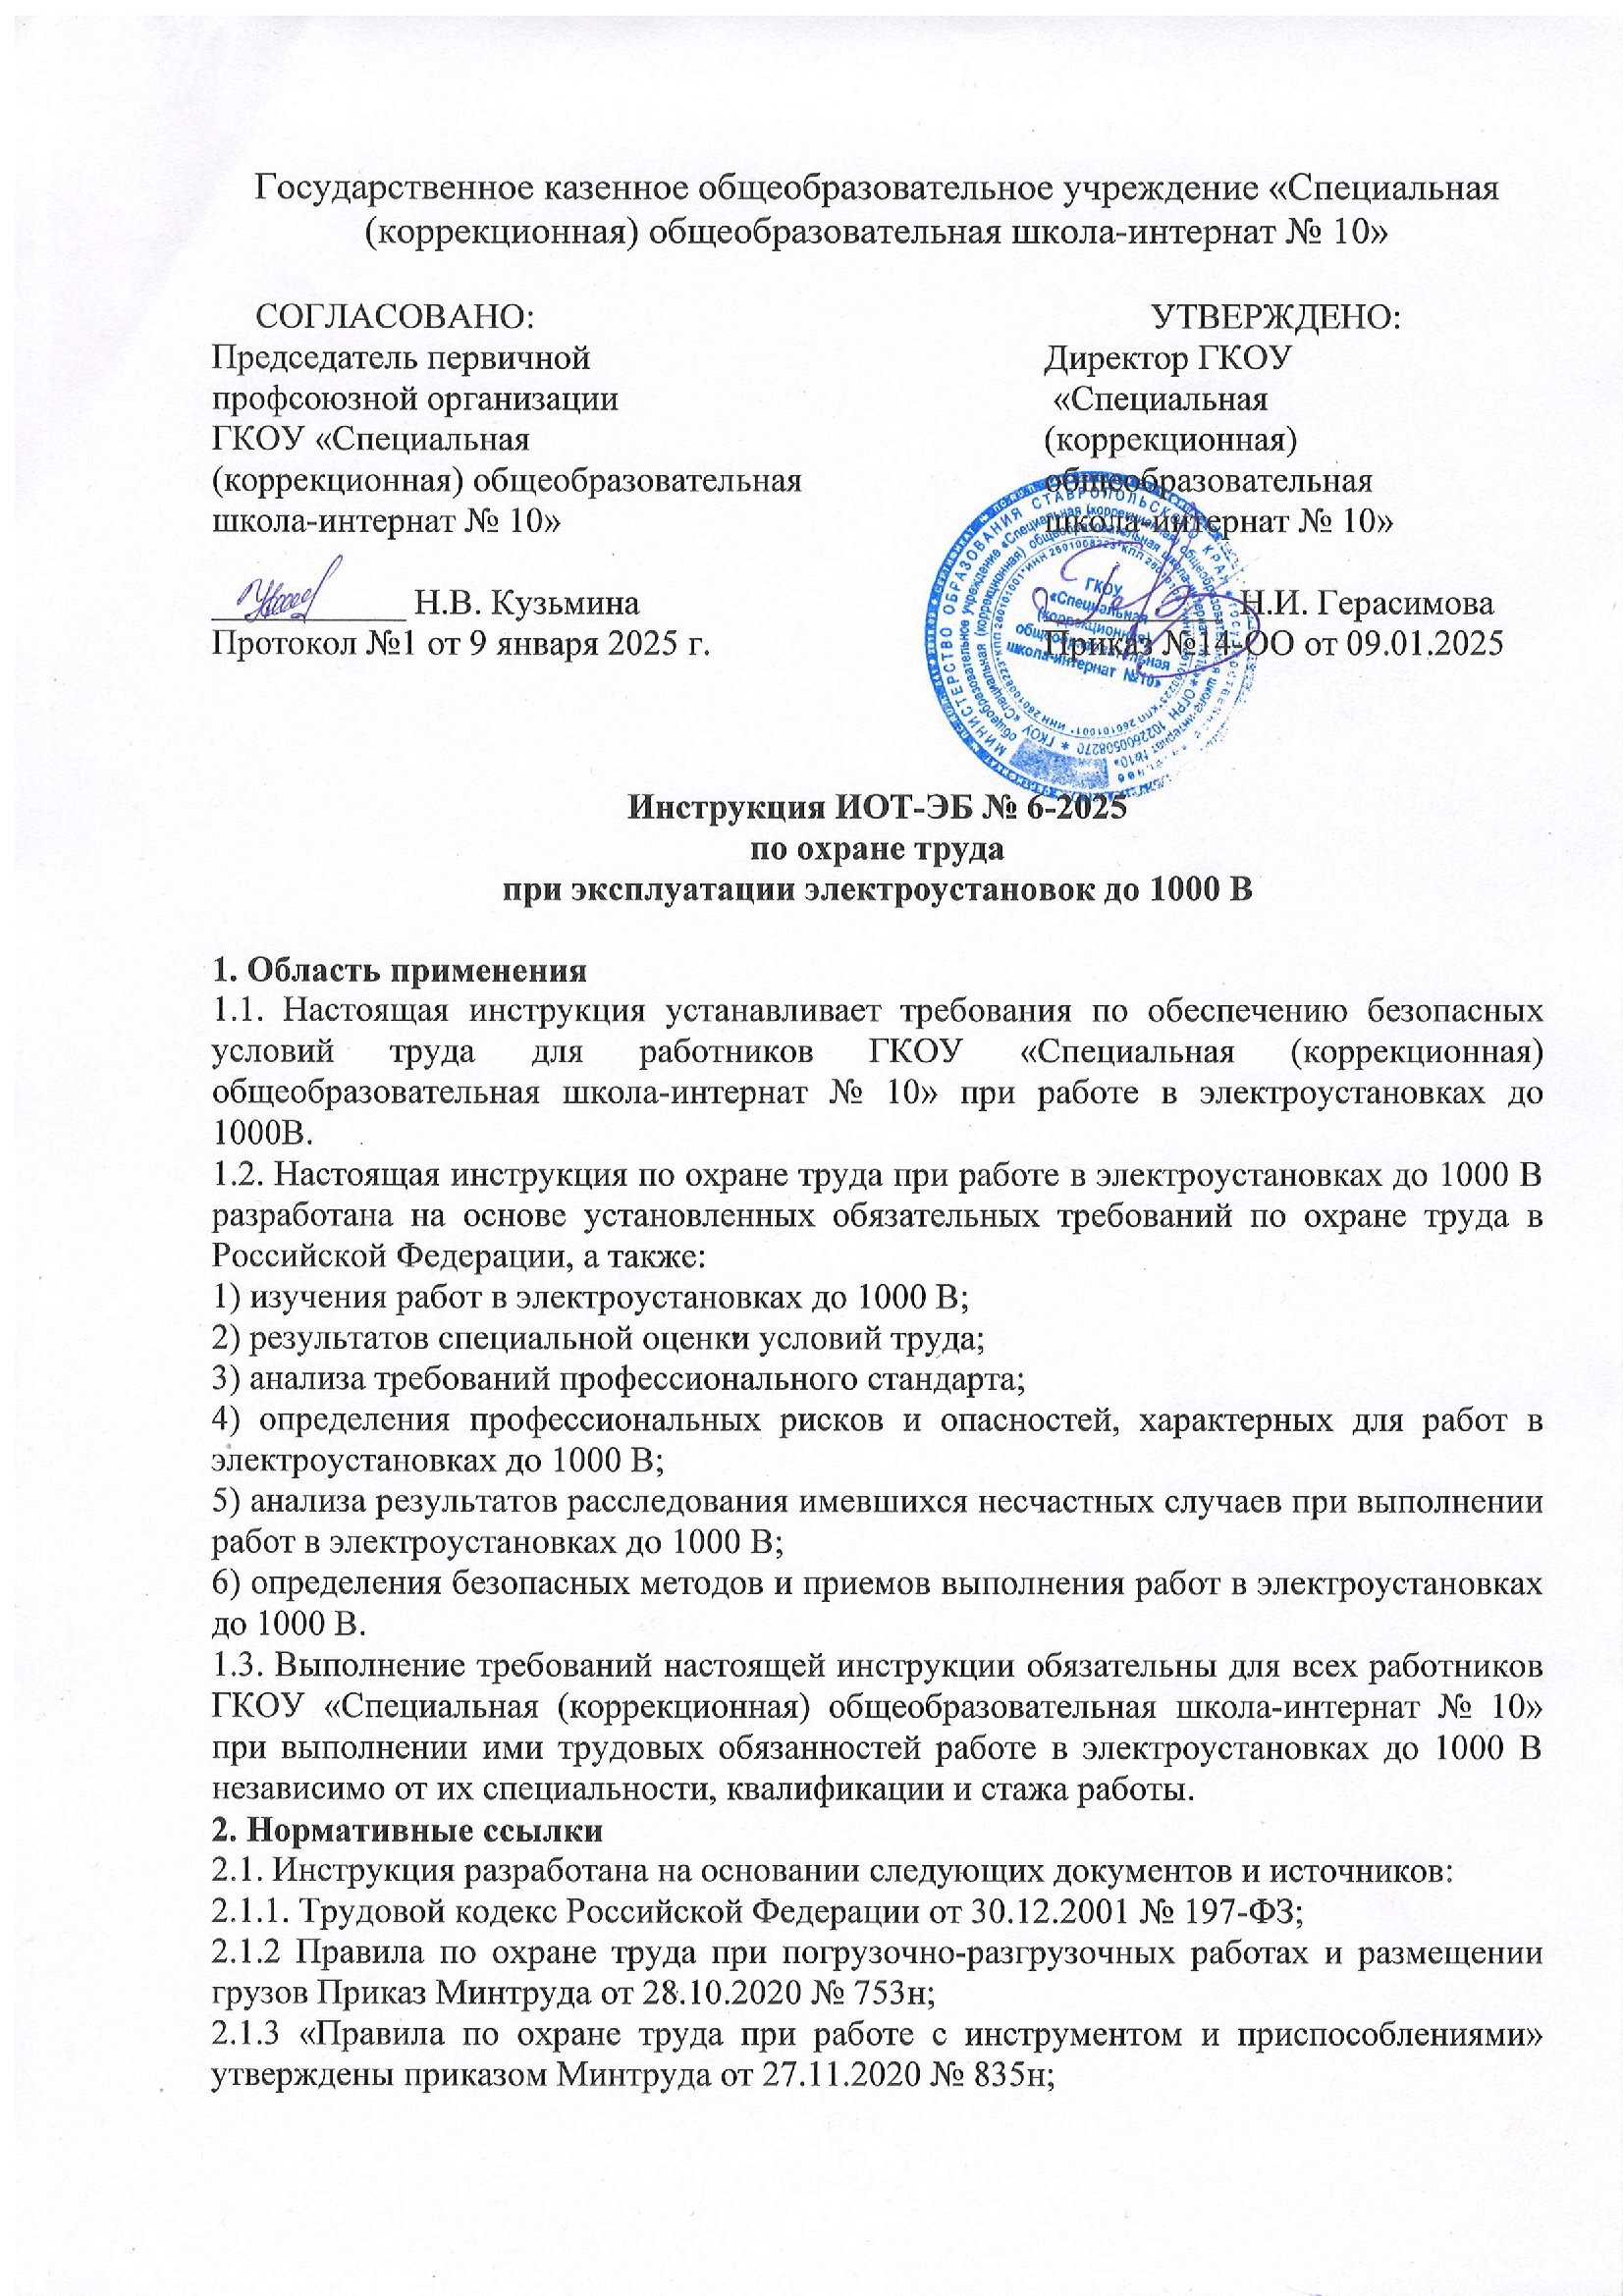 Государственное казенное общеобразовательное учреждение «Специальная
(коррекционная) общеобразовательная школа-интернат № 10»
СОГЛАСОВАНО:
Председатель первичной
профсоюзной организации
ГКОУ «Специальная
(коррекционная) общеобразовательная
школа-интернат № 10»
Н.В. Кузьмина
Протокол №1 от 9 января 2025 г.
УТВЕРЖДЕНО:
Директор ГКОУ
«Специальная
(коррекционная)
общеобразовательная
школа-интернат № 10»
Н.И. Герасимова
Приказ №14-ОО от 09.01.2025
МИНИСТЕРСТВО ОБРАЗОВАНИЯ СТАВРОПОЛЬСКОГО КРАЯ
ГКОУ
«Специальная
(коррекционная)
общеобразовательная
школа-интернат №10»
Инструкция ИОТ-ЭБ № 6-2025
по охране труда
при эксплуатации электроустановок до 1000 В
1. Область применения
1.1. Настоящая инструкция устанавливает требования по обеспечению безопасных
условий труда для работников ГКОУ «Специальная (коррекционная)
общеобразовательная школа-интернат № 10» при работе в электроустановках до
1000В.
1.2. Настоящая инструкция по охране труда при работе в электроустановках до 1000 В
разработана на основе установленных обязательных требований по охране труда в
Российской Федерации, а также:
1) изучения работ в электроустановках до 1000 В;
2) результатов специальной оценки условий труда;
3) анализа требований профессионального стандарта;
4) определения профессиональных рисков и опасностей, характерных для работ в
электроустановках до 1000 В;
5) анализа результатов расследования имевшихся несчастных случаев при выполнении
работ в электроустановках до 1000 В;
6) определения безопасных методов и приемов выполнения работ в электроустановках
до 1000 В.
1.3. Выполнение требований настоящей инструкции обязательны для всех работников
ГКОУ «Специальная (коррекционная) общеобразовательная школа-интернат № 10»
при выполнении ими трудовых обязанностей работе в электроустановках до 1000 В
независимо от их специальности, квалификации и стажа работы.
2. Нормативные ссылки
2.1. Инструкция разработана на основании следующих документов и источников:
2.1.1. Трудовой кодекс Российской Федерации от 30.12.2001 № 197-ФЗ;
2.1.2 Правила по охране труда при погрузочно-разгрузочных работах и размещении
грузов Приказ Минтруда от 28.10.2020 № 753н;
2.1.3 «Правила по охране труда при работе с инструментом и приспособлениями»
утверждены приказом Минтруда от 27.11.2020 № 835н;